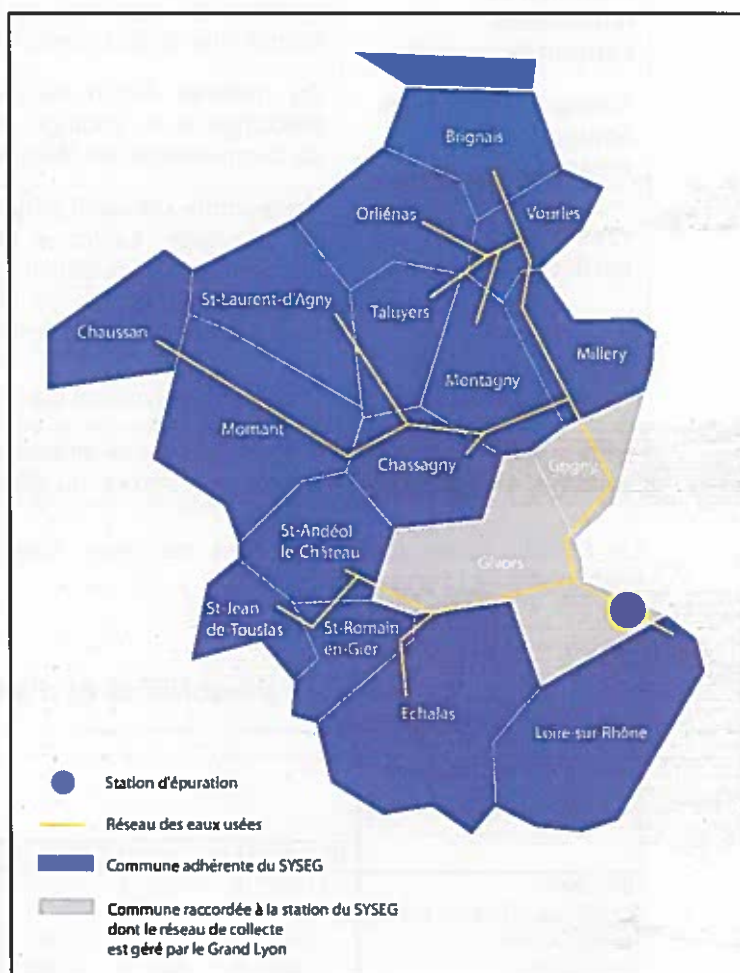 Brignais
Orliénas
Vourles
St-Laurent-d'Agny
Taluyers
Chaussan
Millery
Montagny
Mornant
Chassagny
Grigny
St-Andéol
le Château
Givors
St-Jean
de-Touslas
St-Romain
en-Gier
Echalas
Loire-sur-Rhône
Station d'épuration
Réseau des eaux usées
Commune adhérente du SYSEG
Commune raccordée à la station du SYSEG
dont le réseau de collecte
est géré par le Grand Lyon